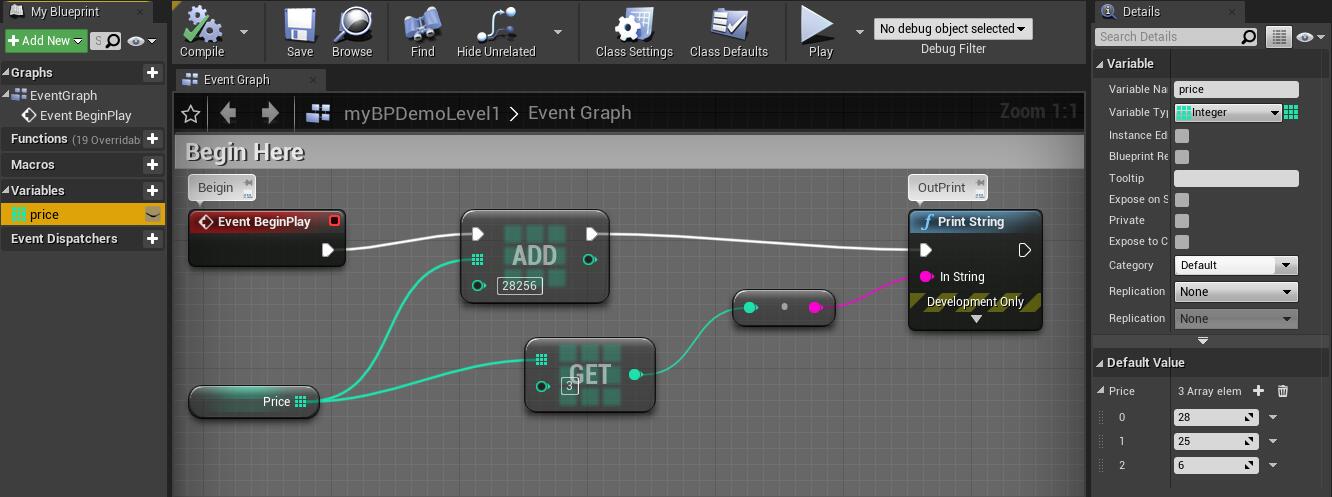 My Blueprint
Add New
S
Graphs
EventGraph
Event BeginPlay
Functions (19 Overridab
Macros
Variables
price
Event Dispatchers
Compile
Save
Browse
Find
Hide Unrelated
Class Settings
Class Defaults
Play
No debug object selected
Debug Filter
Event Graph
myBPDemoLevel1 > Event Graph
Zoom 1:1
Begin Here
Beigin
Event BeginPlay
ADD
28256
OutPrint
f Print String
In String
Development Only
GET
3
Price
Details
Search Details
Variable
Variable Na
price
Variable Typ
Integer
Instance Ed
Blueprint Re
Tooltip
Expose on S
Private
Expose to C
Category
Default
Replication
None
Replication
None
Default Value
Price
3 Array elem
0
28
1
25
2
6